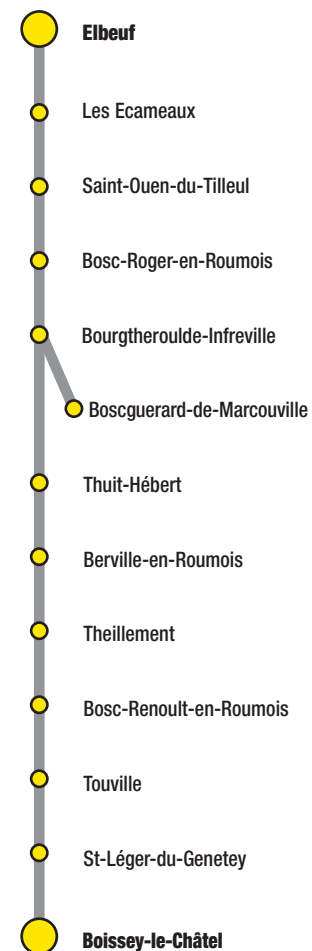 Elbeuf
Les Ecameaux
Saint-Ouen-du-Tilleul
Bosc-Roger-en-Roumois
Bourgtheroulde-Infreville
Boscguerard-de-Marcouville
Thuit-Hébert
Berville-en-Roumois
Theillement
Bosc-Renoult-en-Roumois
Touville
St-Léger-du-Genetey
Boissey-le-Châtel